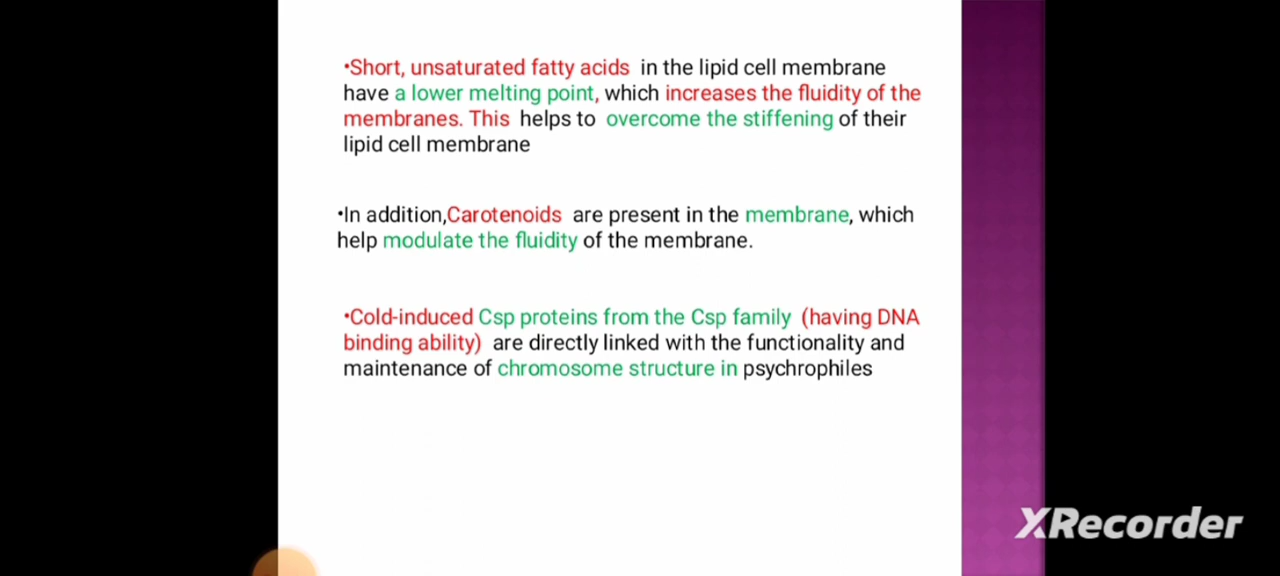 •Short, unsaturated fatty acids in the lipid cell membrane
have a lower melting point, which increases the fluidity of the
membranes. This helps to overcome the stiffening of their
lipid cell membrane
•In addition,Carotenoids are present in the membrane, which
help modulate the fluidity of the membrane.
•Cold-induced Csp proteins from the Csp family (having DNA
binding ability) are directly linked with the functionality and
maintenance of chromosome structure in psychrophiles
XRecorder